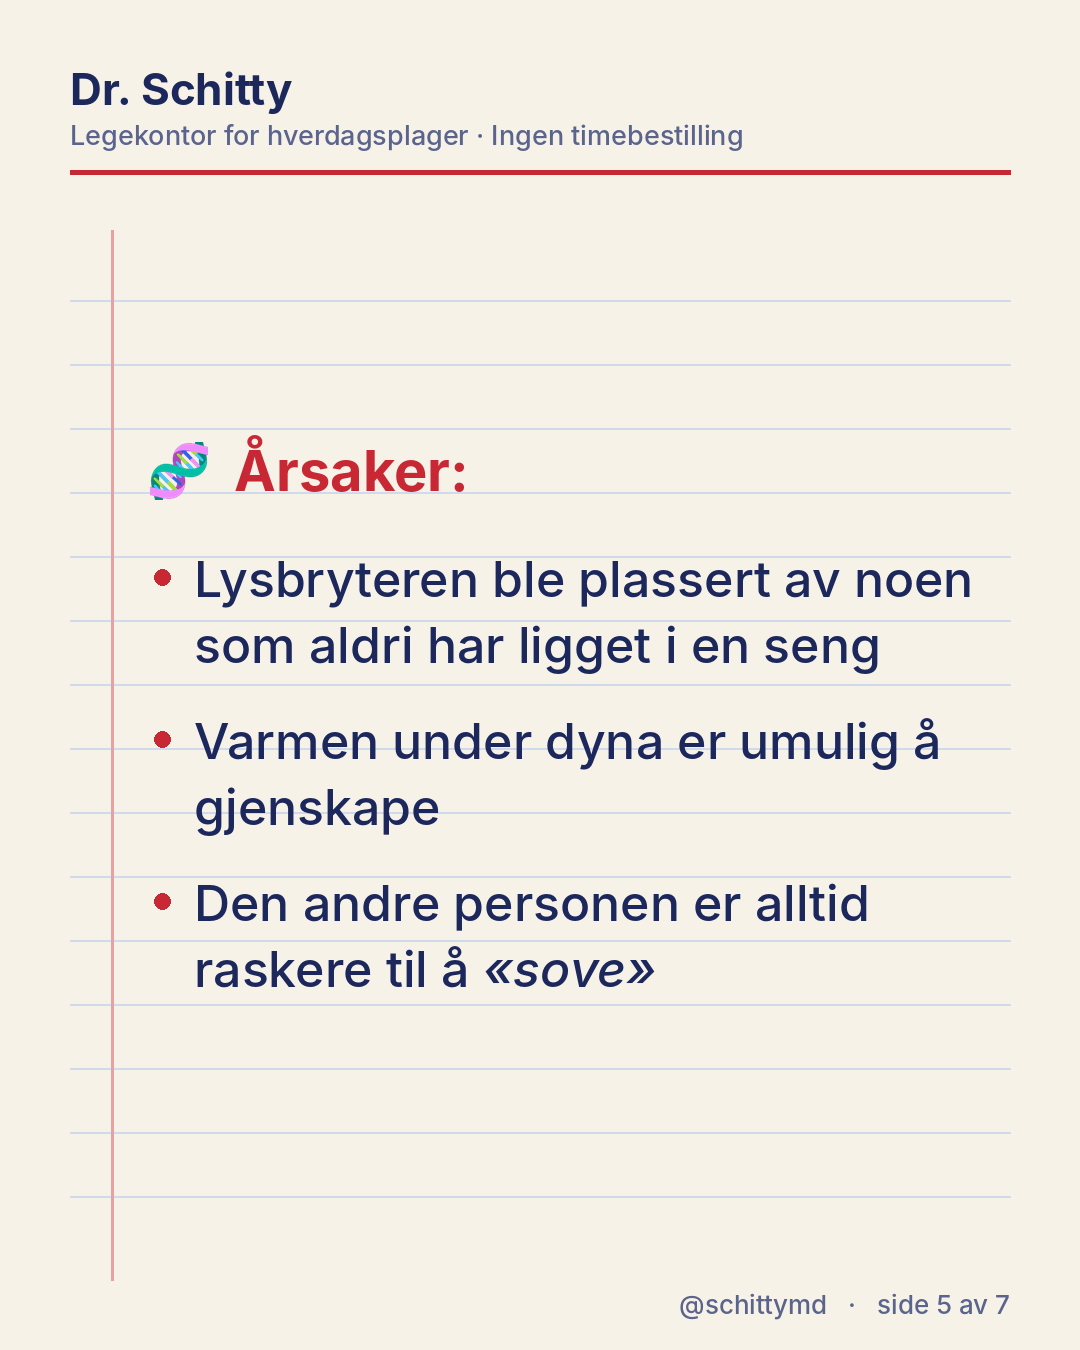 Dr. Schitty
Legekontor for hverdagsplager · Ingen timebestilling
🧬 Årsaker:
• Lysbryteren ble plassert av noen
som aldri har ligget i en seng
• Varmen under dyna er umulig å
gjenskape
• Den andre personen er alltid
raskere til å «sove»
@schittymd · side 5 av 7